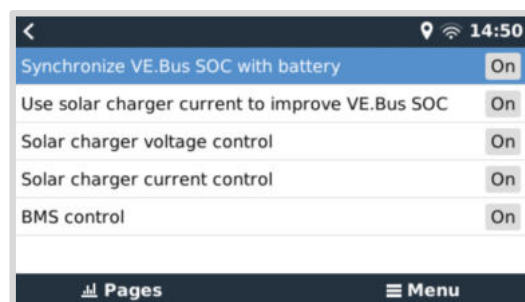 14:50
Synchronize VE.Bus SOC with battery On
Use solar charger current to improve VE.Bus SOC On
Solar charger voltage control On
Solar charger current control On
BMS control On
Pages Menu